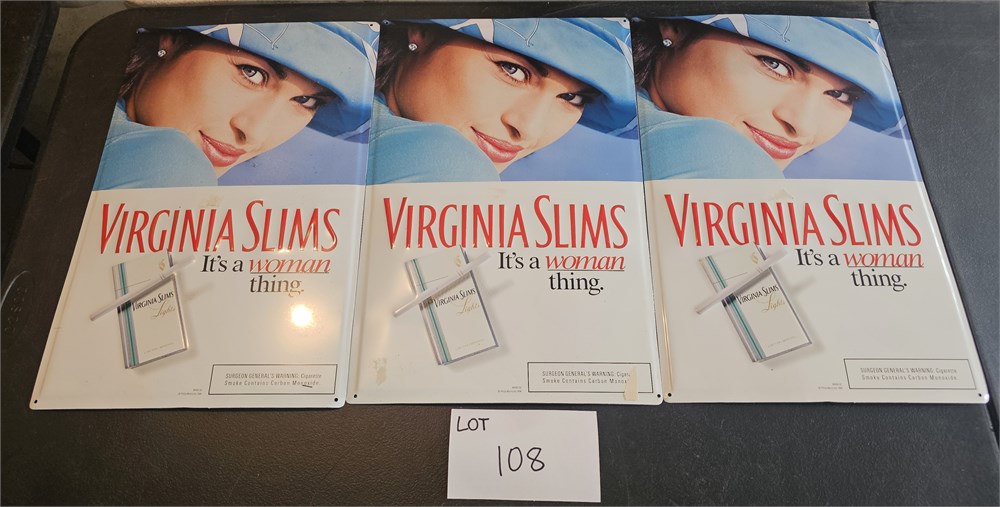 VIRGINIA SLIMS
It's a woman
thing.
VIRGINIA SLIMS
Lights
SURGEON GENERAL'S WARNING: Cigarette
Smoke Contains Carbon Monoxide.
VIRGINIA SLIMS
It's a woman
thing.
VIRGINIA SLIMS
Lights
SURGEON GENERAL'S WARNING: Cigarette
Smoke Contains Carbon Monox
VIRGINIA SLIMS
It's a woman
thing.
VIRGINIA SLIMS
Lights
SURGEON GENERAL'S WARNING: Cigarette
Smoke Contains Carbon Monoxide.
LOT
108